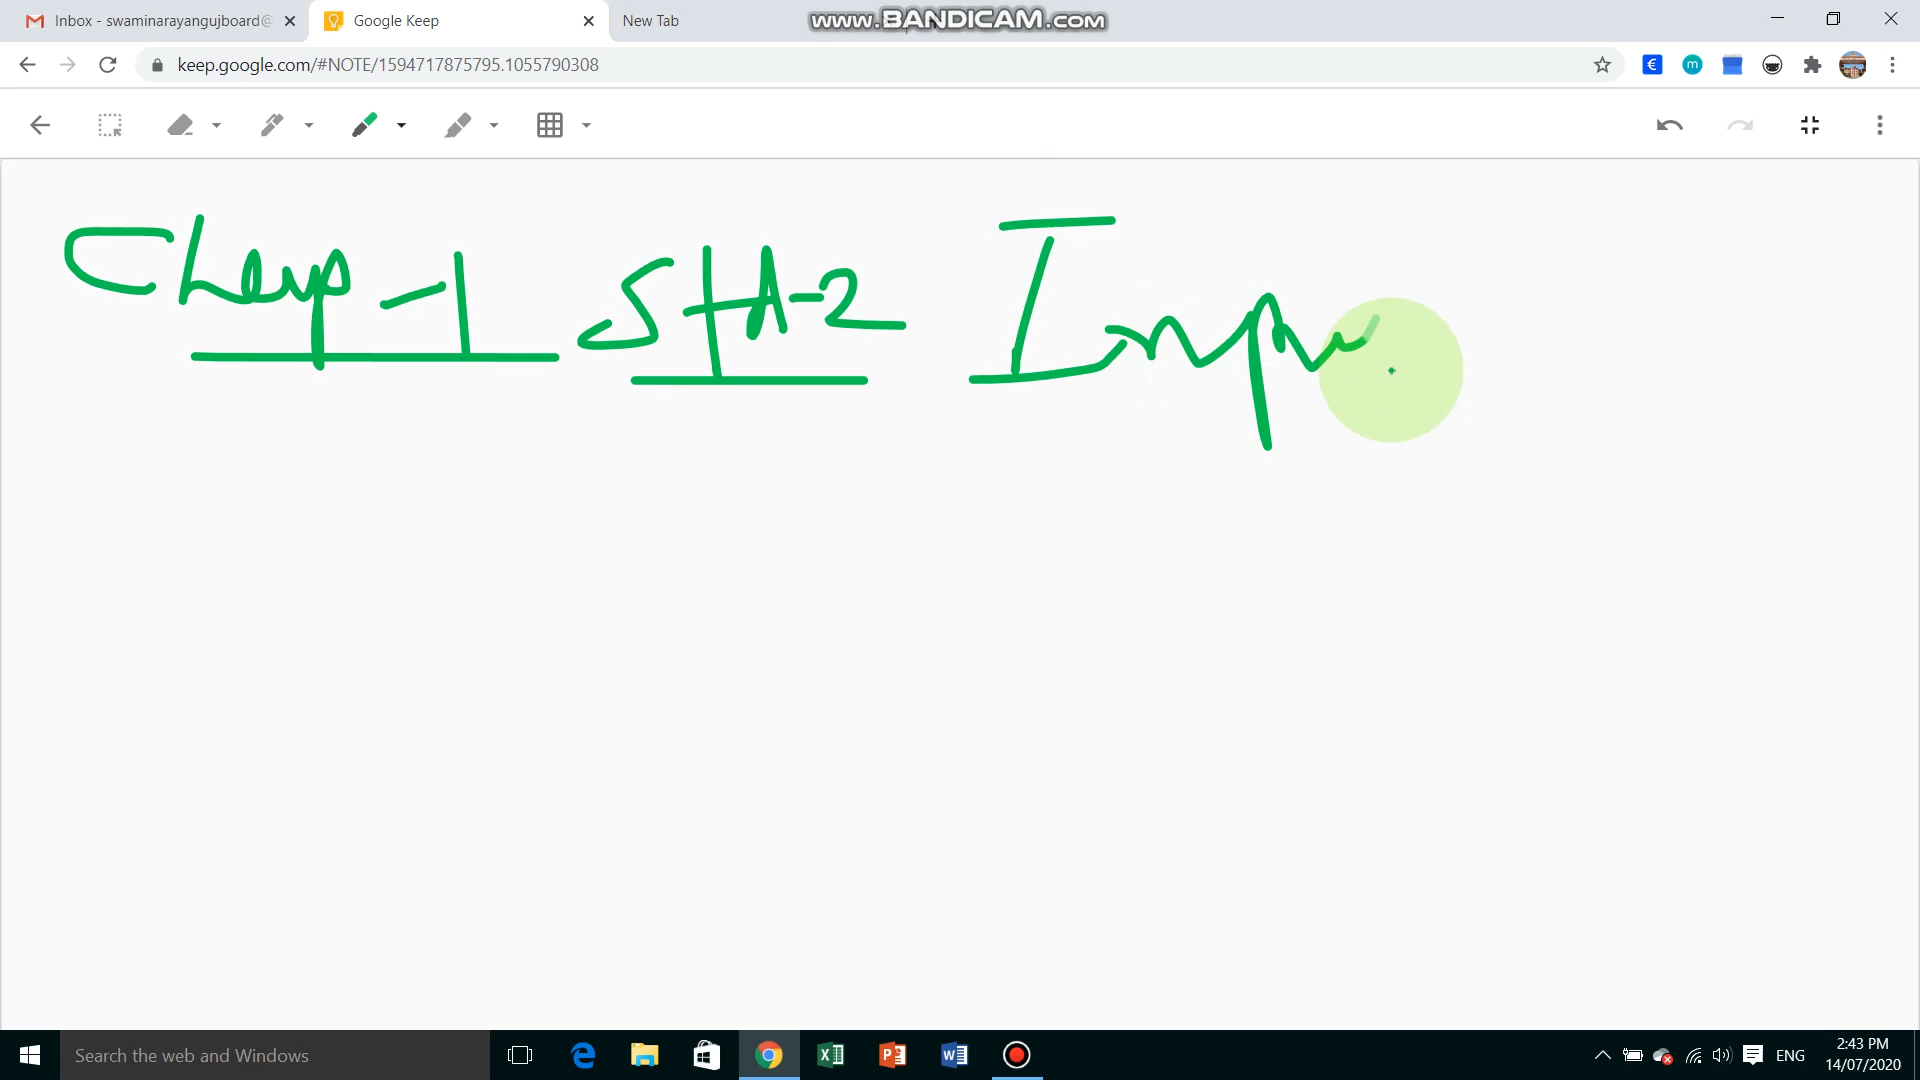 Inbox - swaminarayangujboard@
Google Keep
New Tab
www.BANDICAM.com
keep.google.com/#NOTE/1594717875795.1055790308
Chap -1 Std-2 Imp
Search the web and Windows
ENG
2:43 PM
14/07/2020